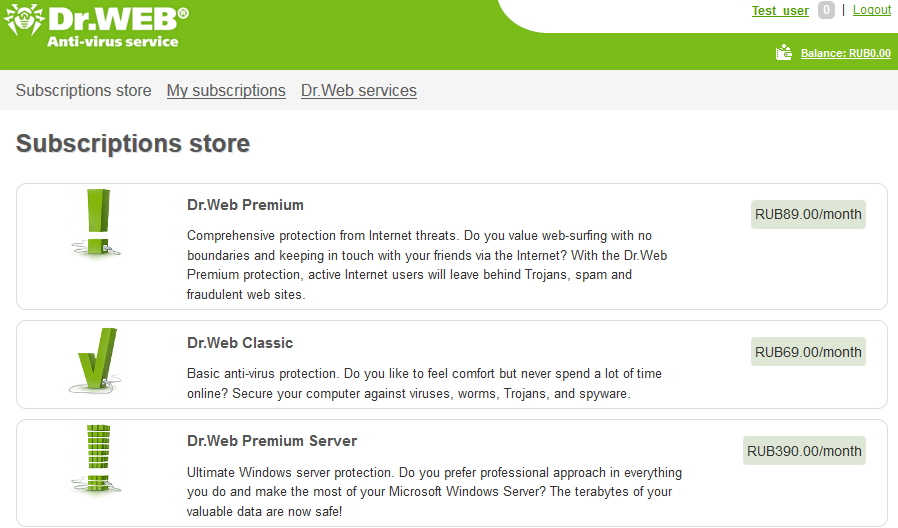 Dr.WEB®
Anti-virus service
Test_user 0 | Logout
Balance: RUB0.00
Subscriptions store My subscriptions Dr.Web services
Subscriptions store
Dr.Web Premium
RUB89.00/month
Comprehensive protection from Internet threats. Do you value web-surfing with no
boundaries and keeping in touch with your friends via the Internet? With the Dr.Web
Premium protection, active Internet users will leave behind Trojans, spam and
fraudulent web sites.
Dr.Web Classic
RUB69.00/month
Basic anti-virus protection. Do you like to feel comfort but never spend a lot of time
online? Secure your computer against viruses, worms, Trojans, and spyware.
Dr.Web Premium Server
RUB390.00/month
Ultimate Windows server protection. Do you prefer professional approach in everything
you do and make the most of your Microsoft Windows Server? The terabytes of your
valuable data are now safe!